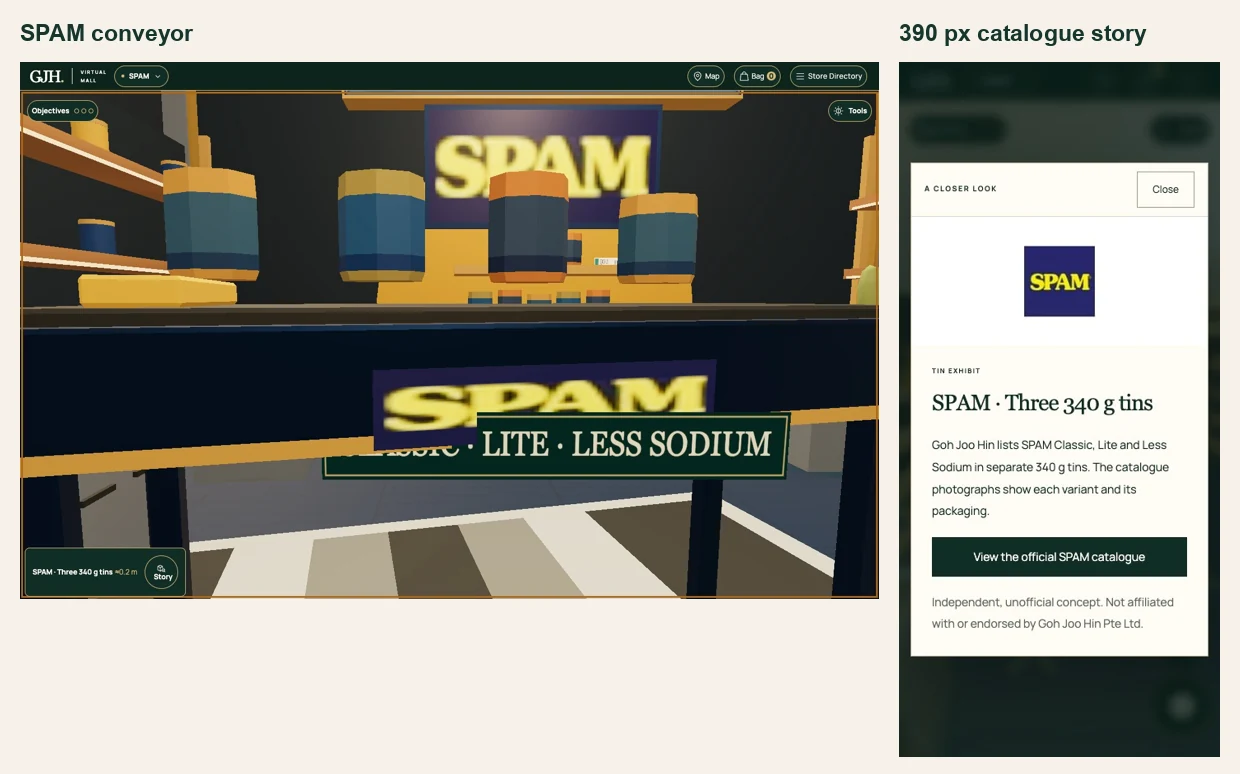 SPAM conveyor
390 px catalogue story
GJH.
VIRTUAL
MALL
SPAM
Map
Bag 0
Store Directory
Objectives
Tools
SPAM
SPAM
· LITE · LESS SODIUM
SPAM · Three 340 g tins ≈0.2 m
Story
A CLOSER LOOK
Close
SPAM
TIN EXHIBIT
SPAM · Three 340 g tins
Goh Joo Hin lists SPAM Classic, Lite and Less
Sodium in separate 340 g tins. The catalogue
photographs show each variant and its
packaging.
View the official SPAM catalogue
Independent, unofficial concept. Not affiliated
with or endorsed by Goh Joo Hin Pte Ltd.